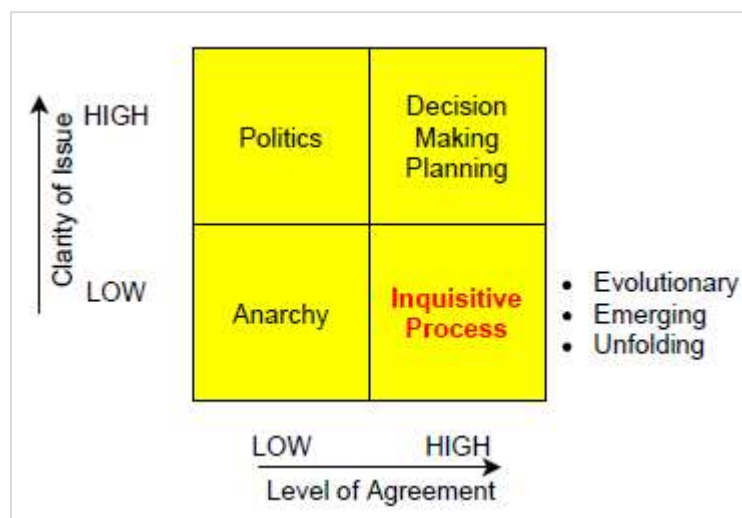 HIGH
Clarity of Issue
LOW
Politics
Decision
Making
Planning
Anarchy
Inquisitive
Process
• Evolutionary
• Emerging
• Unfolding
LOW
HIGH
Level of Agreement